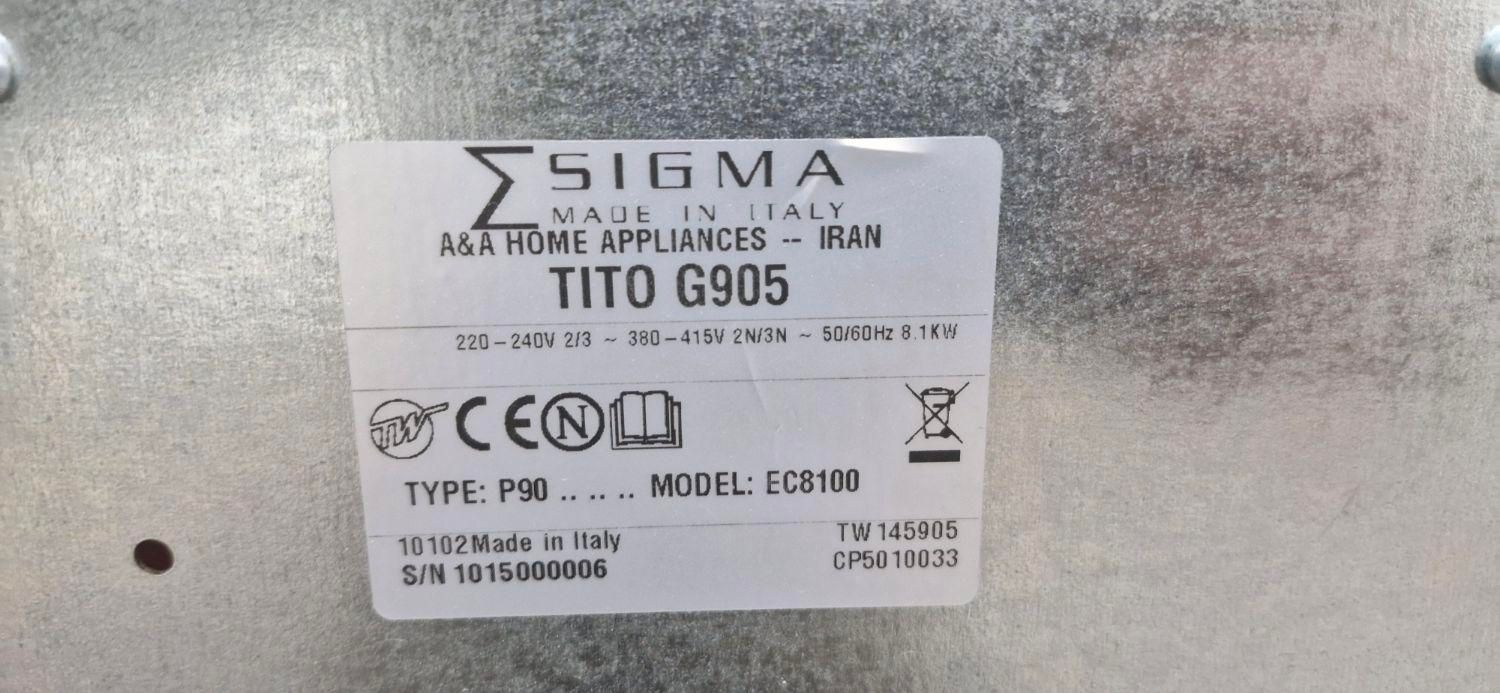 SIGMA
MADE IN ITALY
A&A HOME APPLIANCES -- IRAN
TITO G905
220-240V 2/3 ~ 380-415V 2N/3N ~ 50/60Hz 8.1KW
TW CE N
TYPE: P90 .. .. .. MODEL: EC8100
10102Made in Italy TW 145905
S/N 1015000006 CP5010033